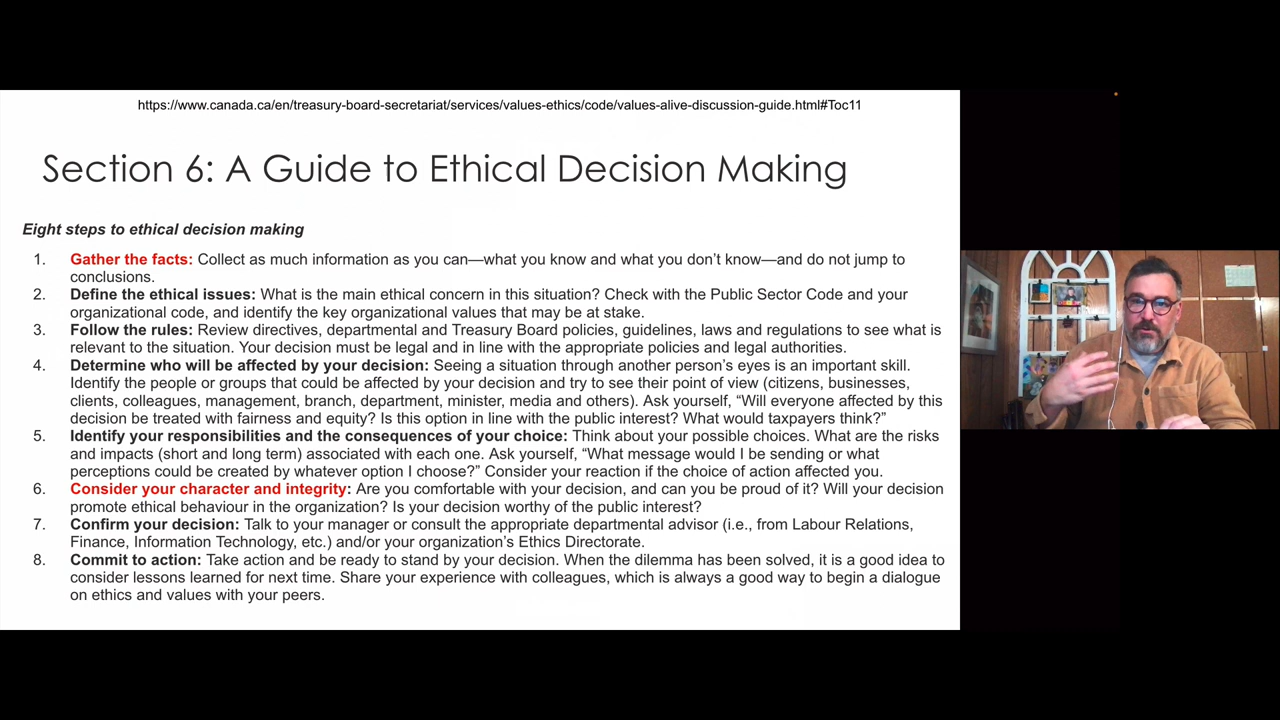 https://www.canada.ca/en/treasury-board-secretariat/services/values-ethics/code/values-alive-discussion-guide.html#Toc11
Section 6: A Guide to Ethical Decision Making
Eight steps to ethical decision making
1. Gather the facts: Collect as much information as you can—what you know and what you don’t know—and do not jump to
conclusions.
2. Define the ethical issues: What is the main ethical concern in this situation? Check with the Public Sector Code and your
organizational code, and identify the key organizational values that may be at stake.
3. Follow the rules: Review directives, departmental and Treasury Board policies, guidelines, laws and regulations to see what is
relevant to the situation. Your decision must be legal and in line with the appropriate policies and legal authorities.
4. Determine who will be affected by your decision: Seeing a situation through another person’s eyes is an important skill.
Identify the people or groups that could be affected by your decision and try to see their point of view (citizens, businesses,
clients, colleagues, management, branch, department, minister, media and others). Ask yourself, “Will everyone affected by this
decision be treated with fairness and equity? Is this option in line with the public interest? What would taxpayers think?”
5. Identify your responsibilities and the consequences of your choice: Think about your possible choices. What are the risks
and impacts (short and long term) associated with each one. Ask yourself, “What message would I be sending or what
perceptions could be created by whatever option I choose?” Consider your reaction if the choice of action affected you.
6. Consider your character and integrity: Are you comfortable with your decision, and can you be proud of it? Will your decision
promote ethical behaviour in the organization? Is your decision worthy of the public interest?
7. Confirm your decision: Talk to your manager or consult the appropriate departmental advisor (i.e., from Labour Relations,
Finance, Information Technology, etc.) and/or your organization’s Ethics Directorate.
8. Commit to action: Take action and be ready to stand by your decision. When the dilemma has been solved, it is a good idea to
consider lessons learned for next time. Share your experience with colleagues, which is always a good way to begin a dialogue
on ethics and values with your peers.